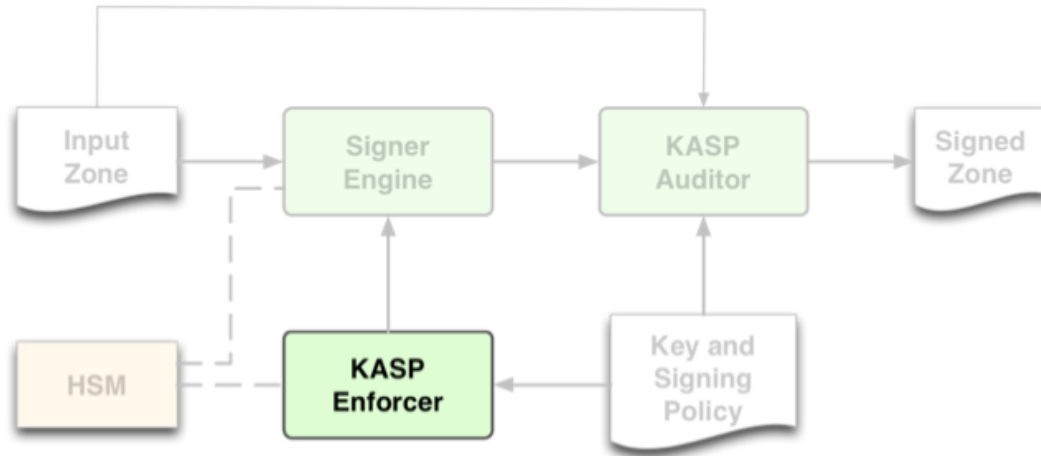 Input
Zone
Signer
Engine
KASP
Auditor
Signed
Zone
HSM
KASP
Enforcer
Key and
Signing
Policy